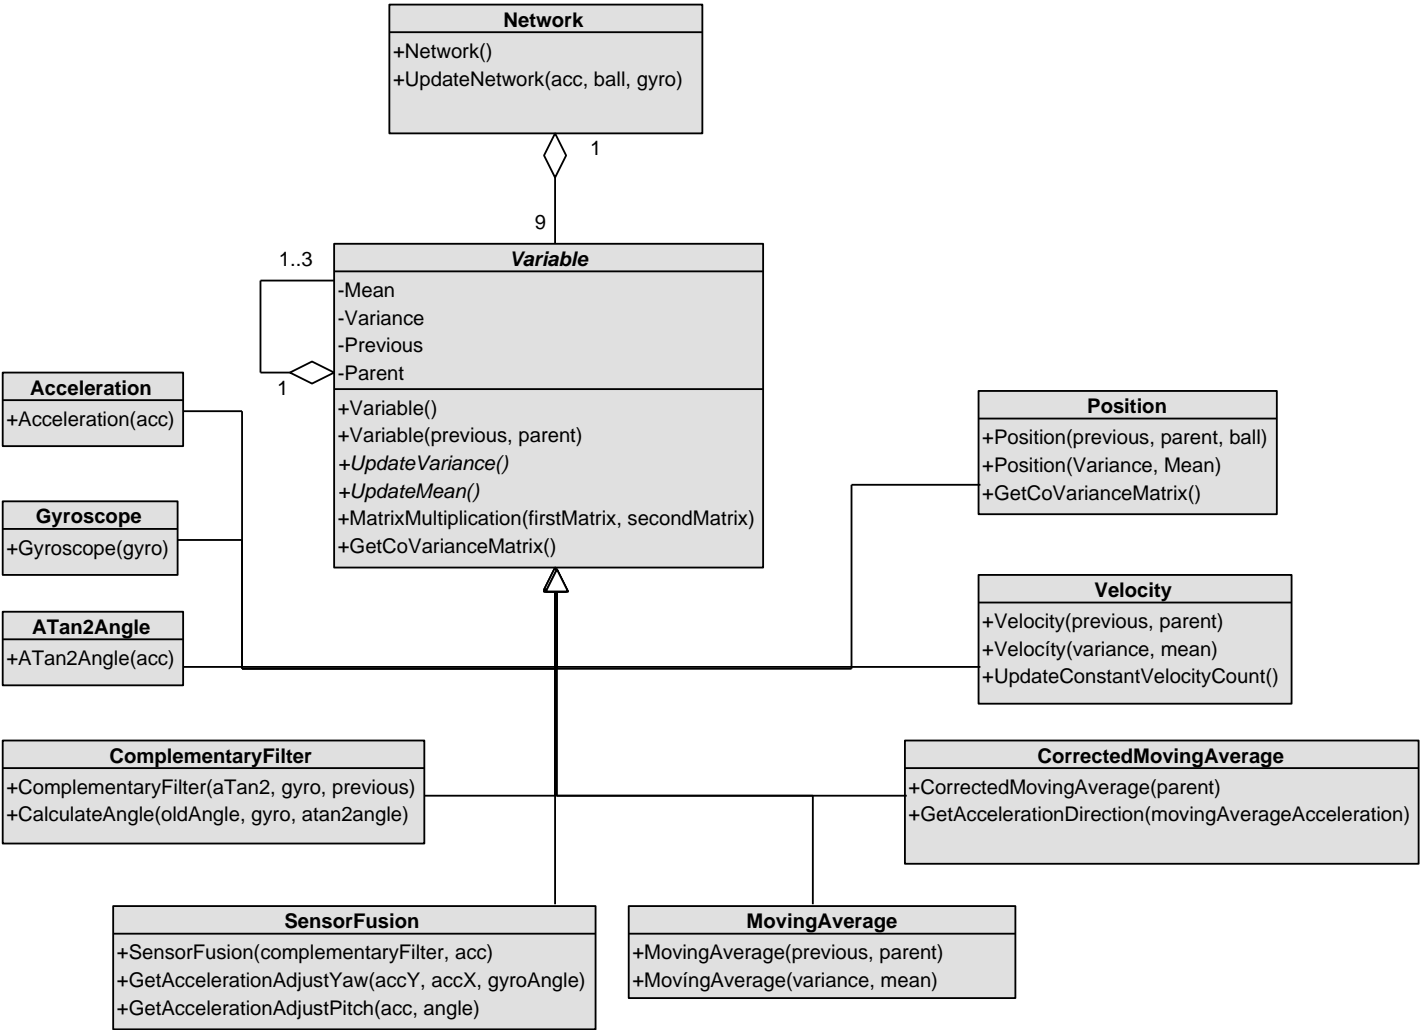 Network
+Network()
+UpdateNetwork(acc, ball, gyro)
1
9
1..3
Variable
-Mean
-Variance
-Previous
-Parent
1
+Variable()
+Variable(previous, parent)
+UpdateVariance()
+UpdateMean()
+MatrixMultiplication(firstMatrix, secondMatrix)
+GetCoVarianceMatrix()
Acceleration
+Acceleration(acc)
Gyroscope
+Gyroscope(gyro)
ATan2Angle
+ATan2Angle(acc)
Position
+Position(previous, parent, ball)
+Position(Variance, Mean)
+GetCoVarianceMatrix()
Velocity
+Velocity(previous, parent)
+Velocíty(variance, mean)
+UpdateConstantVelocityCount()
ComplementaryFilter
+ComplementaryFilter(aTan2, gyro, previous)
+CalculateAngle(oldAngle, gyro, atan2angle)
CorrectedMovingAverage
+CorrectedMovingAverage(parent)
+GetAccelerationDirection(movingAverageAcceleration)
SensorFusion
+SensorFusion(complementaryFilter, acc)
+GetAccelerationAdjustYaw(accY, accX, gyroAngle)
+GetAccelerationAdjustPitch(acc, angle)
MovingAverage
+MovingAverage(previous, parent)
+MovíngAverage(variance, mean)